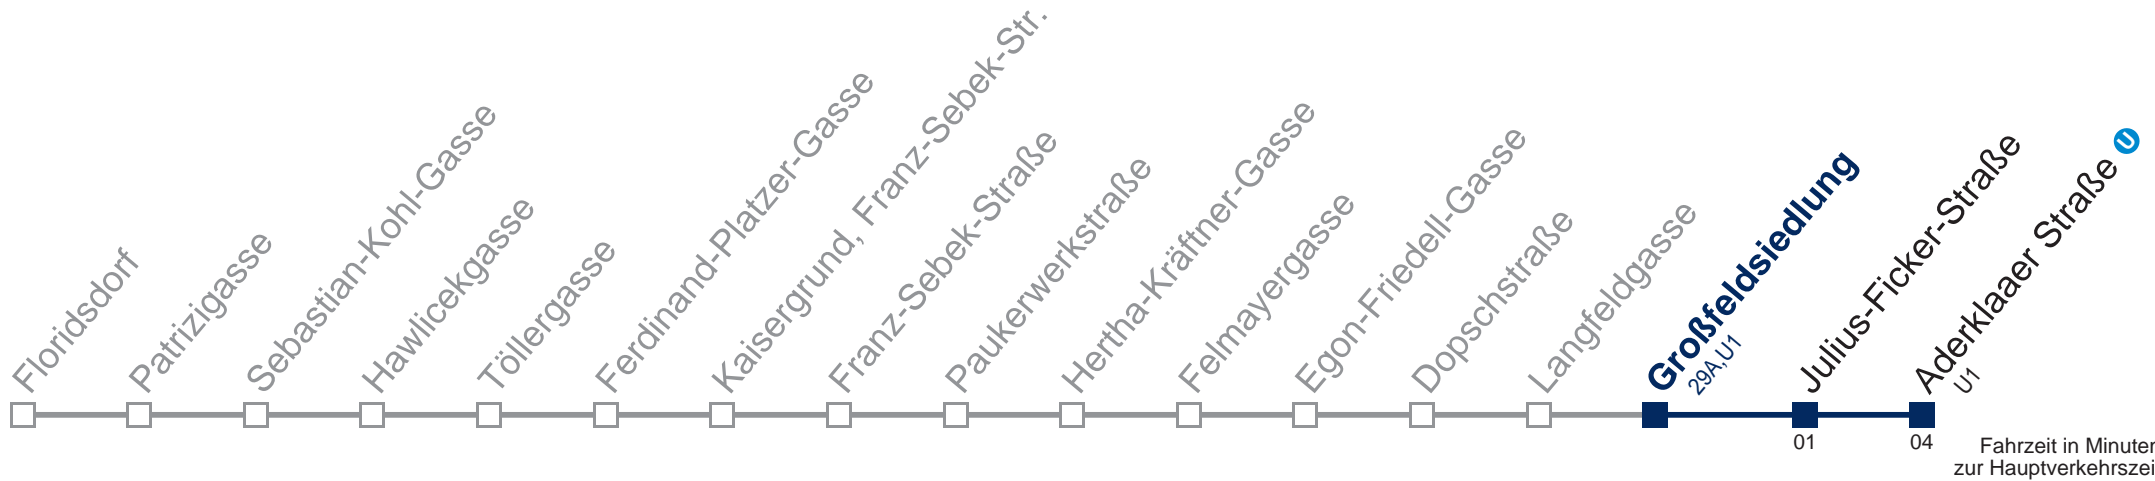 Floridsdorf
Patrizigasse
Sebastian-Kohl-Gasse
Hawlicekgasse
Töllergasse
Ferdinand-Platzer-Gasse
Kaisergrund, Franz-Sebek-Str.
Franz-Sebek-Straße
Paukerwerkstraße
Hertha-Kräftner-Gasse
Felmayergasse
Egon-Friedell-Gasse
Dopschstraße
Langfeldgasse
Großfeldsiedlung
29A,U1
Julius-Ficker-Straße
Aderklaaer Straße U
U1
01
04
Fahrzeit in Minuten
zur Hauptverkehrszeit